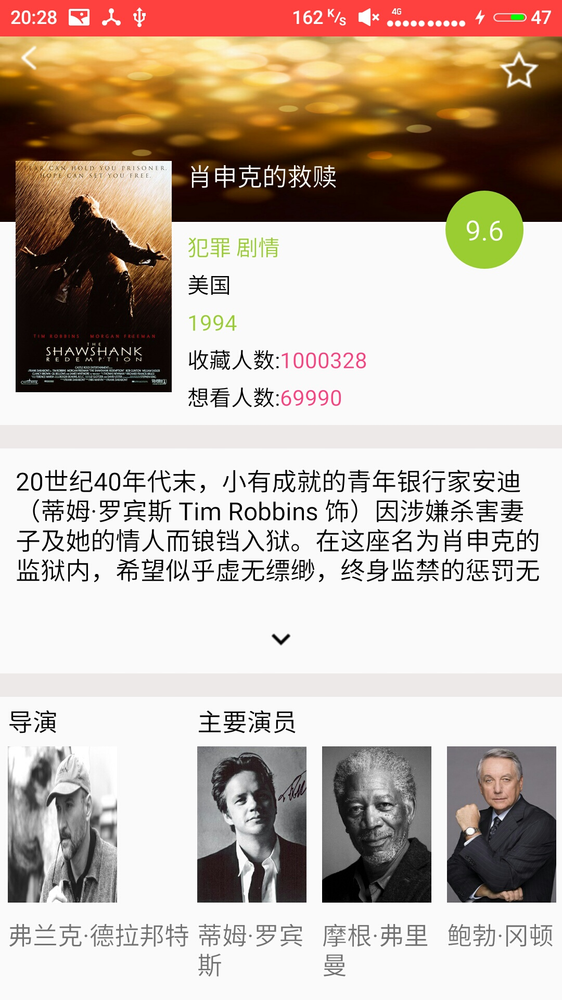 20:28
162 K/s
4G
47
FEAR CAN HOLD YOU PRISONER.
HOPE CAN SET YOU FREE.
肖申克的救赎
9.6
犯罪 剧情
美国
1994
收藏人数:1000328
想看人数:69990
TIM ROBBINS MORGAN FREEMAN
THE
SHAWSHANK
REDEMPTION
CASTLE ROCK ENTERTAINMENT
20世纪40年代末，小有成就的青年银行家安迪
（蒂姆·罗宾斯 Tim Robbins 饰）因涉嫌杀害妻
子及她的情人而锒铛入狱。在这座名为肖申克的
监狱内，希望似乎虚无缥缈，终身监禁的惩罚无
导演
主要演员
弗兰克·德拉邦特
蒂姆·罗宾
斯
摩根·弗里
曼
鲍勃·冈顿